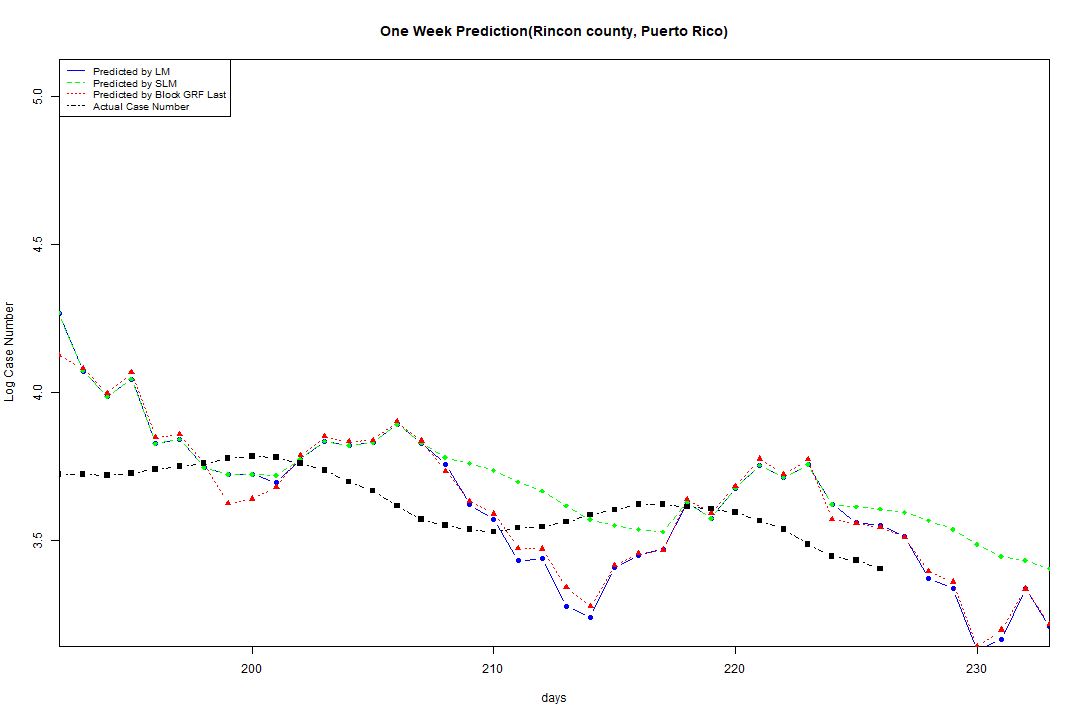 One Week Prediction(Rincon county, Puerto Rico)
Predicted by LM
Predicted by SLM
Predicted by Block GRF Last
Actual Case Number
5.0
4.5
4.0
3.5
Log Case Number
200 210 220 230
days